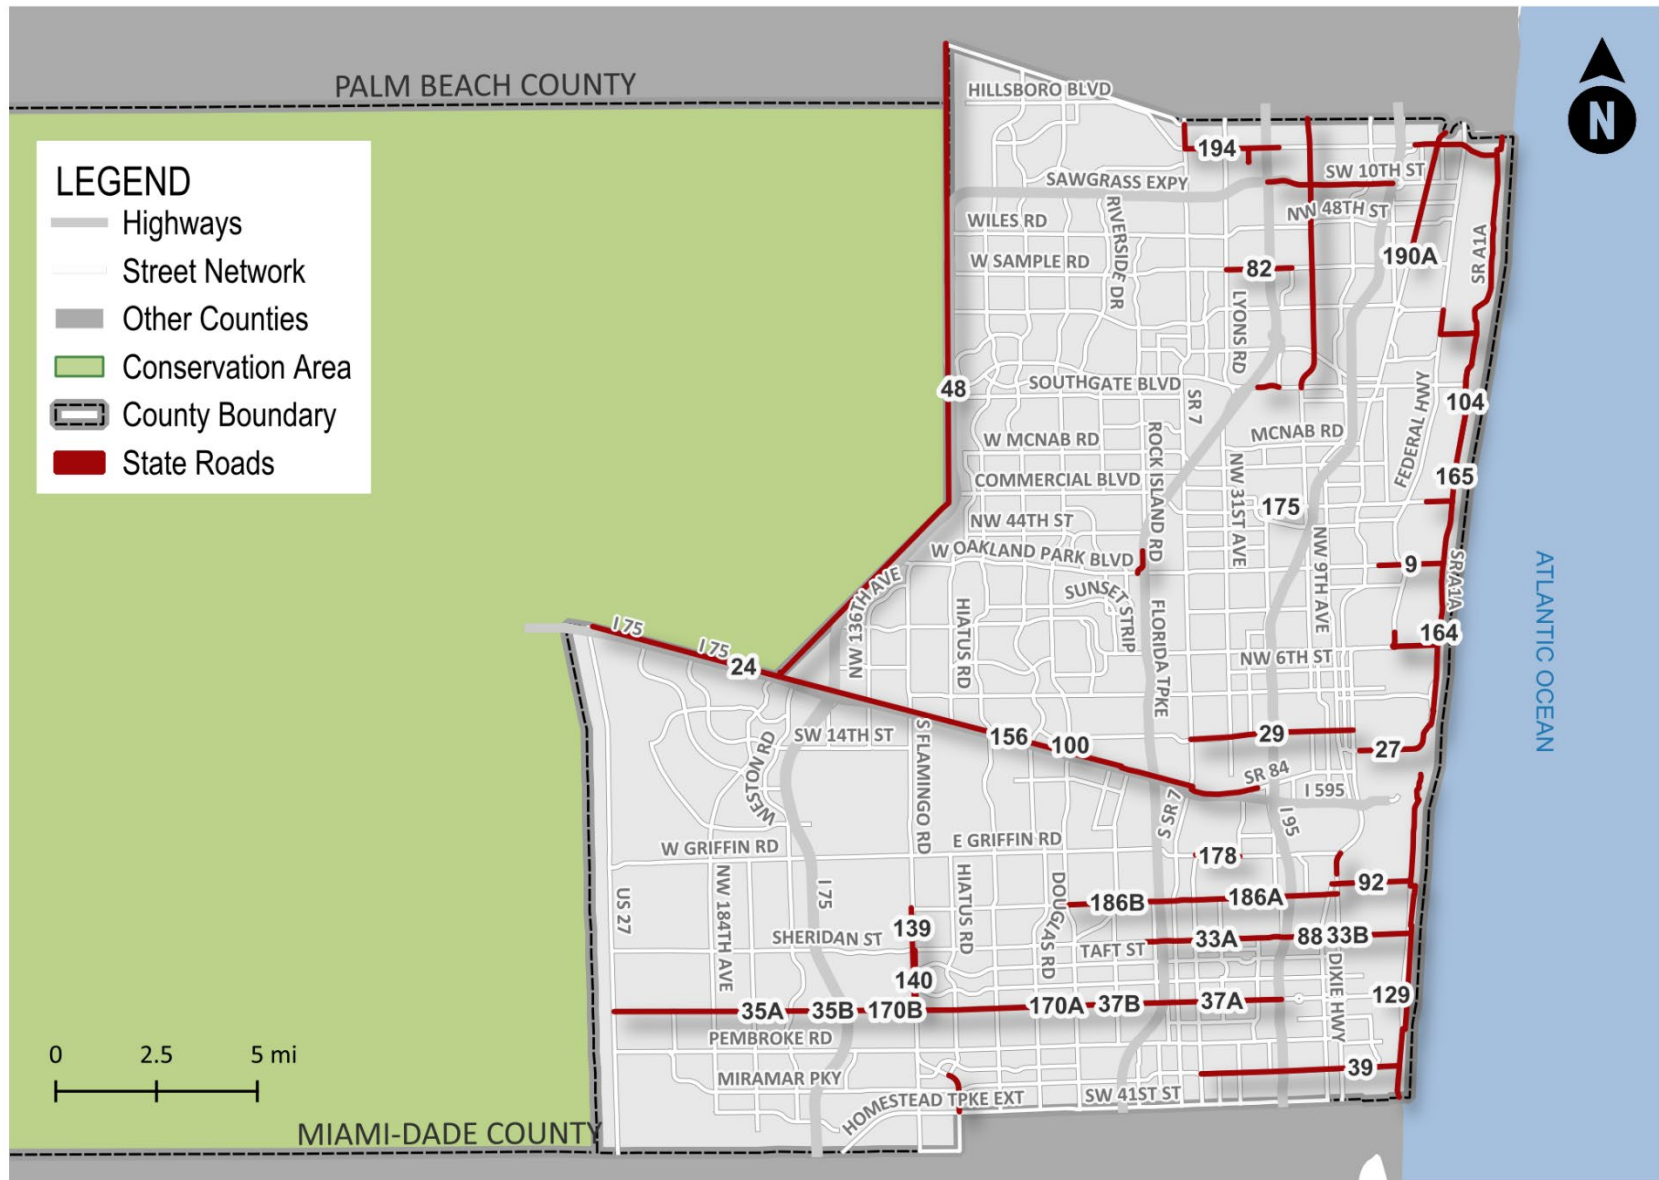 PALM BEACH COUNTY
LEGEND
Highways
Street Network
Other Counties
Conservation Area
County Boundary
State Roads
N
HILLSBORO BLVD
194
SAWGRASS EXPY
SW 10TH ST
WILES RD
RIVERSIDE DR
NW 48TH ST
W SAMPLE RD
82
190A
SR A1A
LYONS RD
48
SOUTHGATE BLVD
SR 7
FEDERAL HWY
104
W MCNAB RD
ROCK ISLAND RD
MCNAB RD
COMMERCIAL BLVD
NW 31ST AVE
165
175
NW 44TH ST
W OAKLAND PARK BLVD
NW 9TH AVE
9
SR A1A
NW 136TH AVE
HIATUS RD
SUNSET STRIP
FLORIDA TPKE
ATLANTIC OCEAN
I 75
I 75
24
164
NW 6TH ST
SW 14TH ST
S FLAMINGO RD
156
100
29
27
WESTON RD
SR 84
I 595
S SR 7
I 95
W GRIFFIN RD
E GRIFFIN RD
178
US 27
NW 184TH AVE
I 75
HIATUS RD
DOUGLAS RD
92
186B
186A
139
SHERIDAN ST
TAFT ST
33A
88
33B
DIXIE HWY
140
129
35A
35B
170B
170A
37B
37A
PEMBROKE RD
0
2.5
5 mi
MIRAMAR PKY
39
HOMESTEAD TPKE EXT
SW 41ST ST
MIAMI-DADE COUNTY